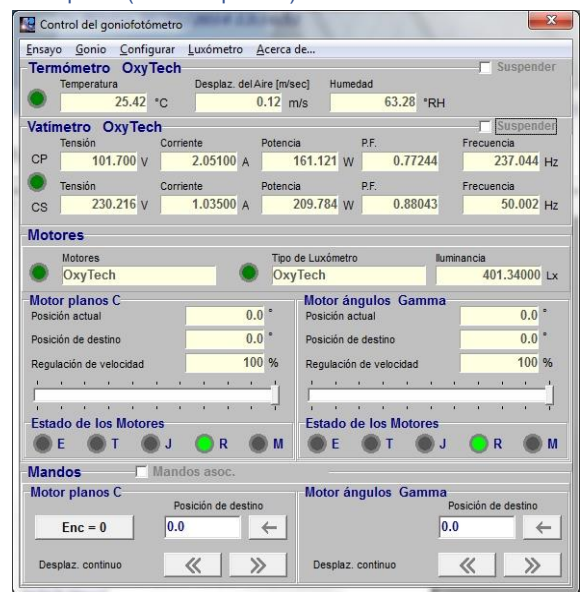 Control del goniofotómetro
Ensayo Gonio Configurar Luxómetro Acerca de...
Termómetro OxyTech Suspender
Temperatura Desplaz. del Aire [m/sec] Humedad
25.42 °C 0.12 m/s 63.28 °RH
Vatímetro OxyTech Suspender
Tensión Corriente Potencia P.F. Frecuencia
CP 101.700 V 2.05100 A 161.121 W 0.77244 237.044 Hz
Tensión Corriente Potencia P.F. Frecuencia
CS 230.216 V 1.03500 A 209.784 W 0.88043 50.002 Hz
Motores
Motores Tipo de Luxómetro Iluminancia
OxyTech OxyTech 401.34000 Lx
Motor planos C Motor ángulos Gamma
Posición actual 0.0 ° Posición actual 0.0 °
Posición de destino 0.0 ° Posición de destino 0.0 °
Regulación de velocidad 100 % Regulación de velocidad 100 %
Estado de los Motores Estado de los Motores
E T J R M E T J R M
Mandos Mandos asoc.
Motor planos C Motor ángulos Gamma
Posición de destino Posición de destino
Enc = 0 0.0 0.0
Desplaz. continuo Desplaz. continuo